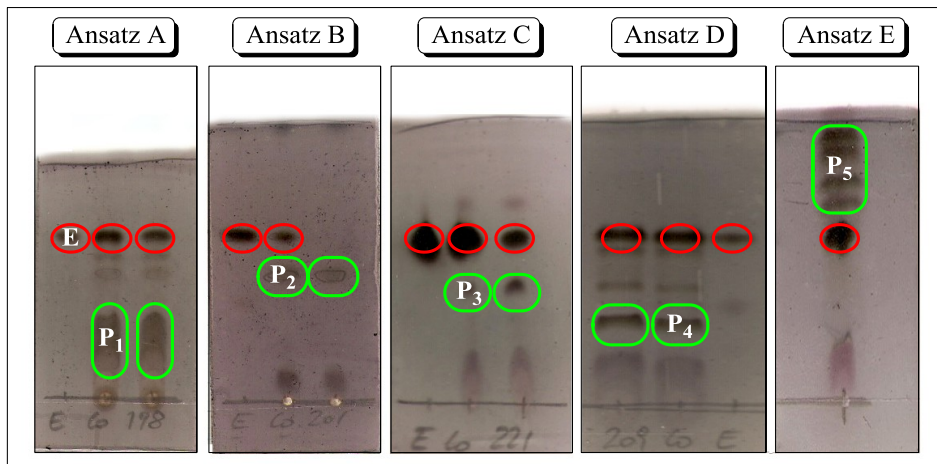 Ansatz A Ansatz B Ansatz C Ansatz D Ansatz E
E P1 P2 P3 P4 P5
E Co 198 E Co 201 E Co 221 209 Co E